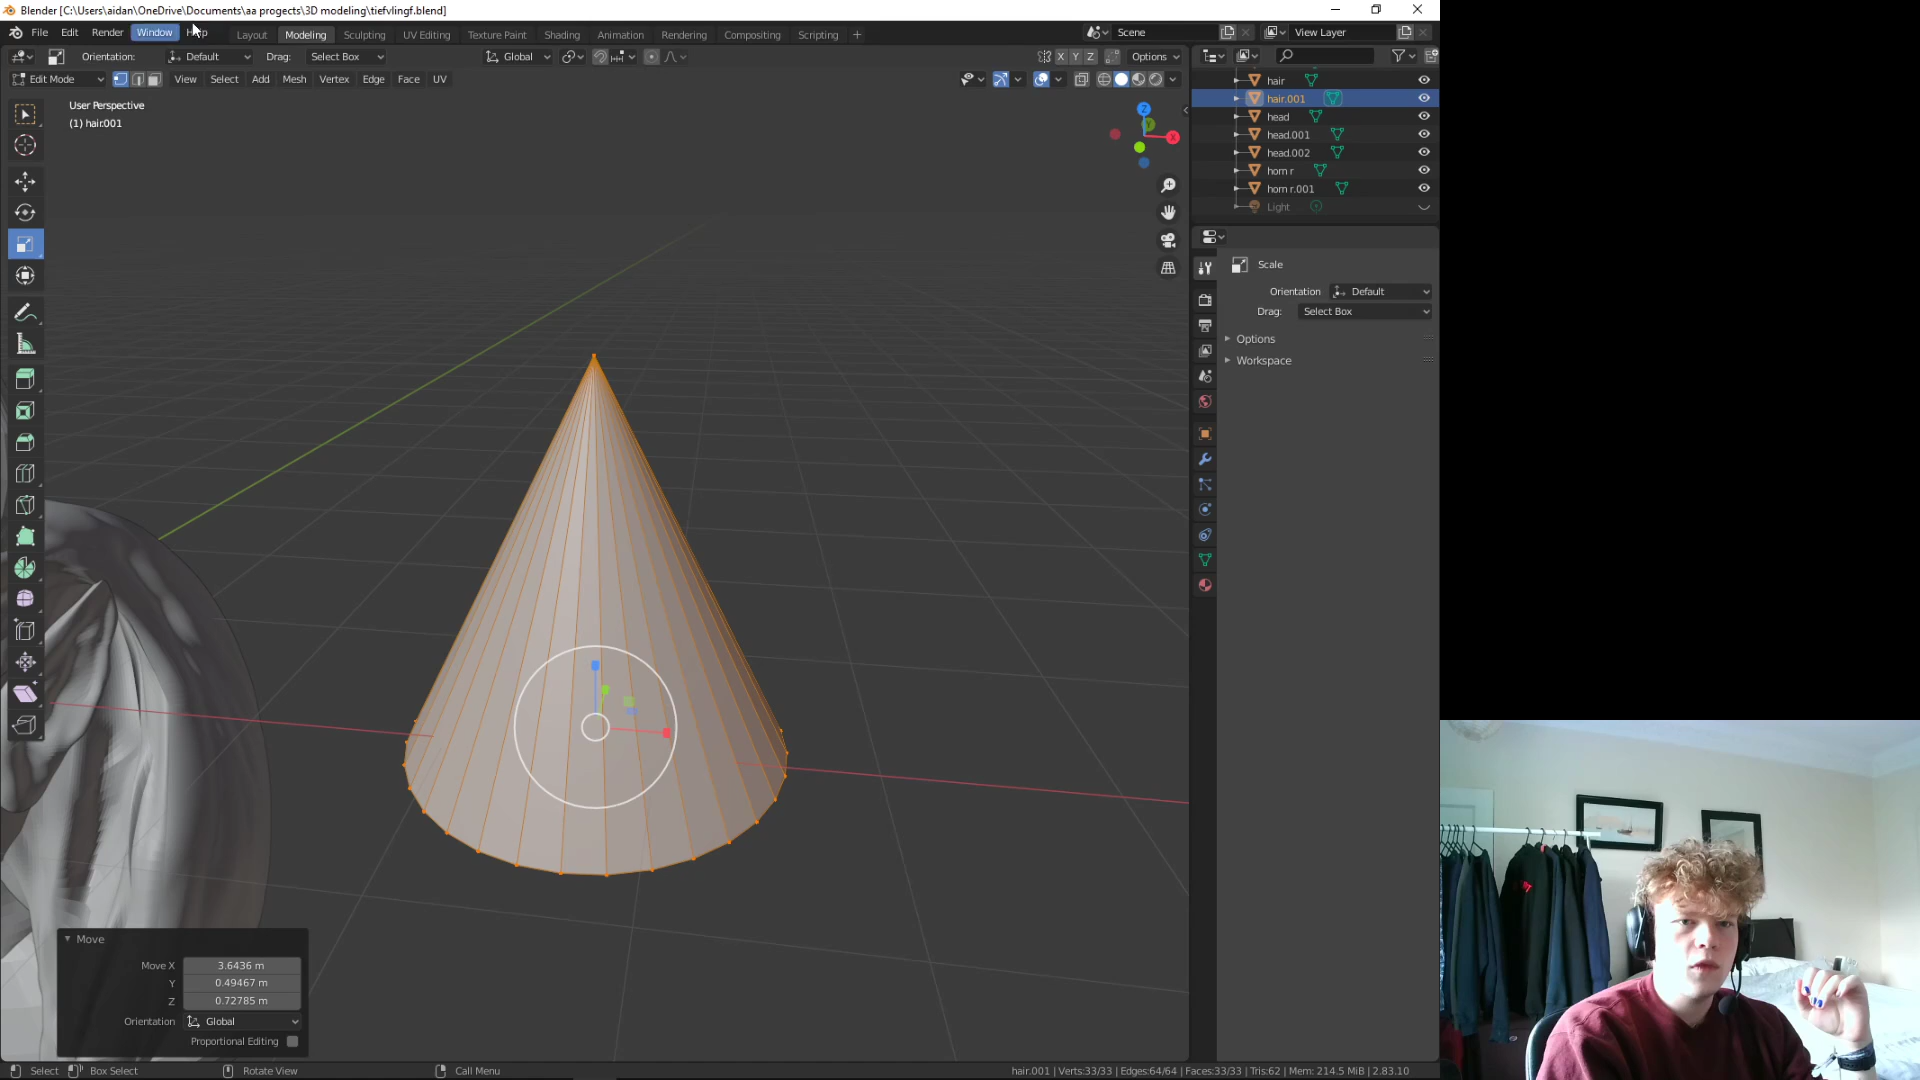 Blender [C:\Users\aidan\OneDrive\Documents\aa progects\3D modeling\tiefvlingf.blend]
File Edit Render Window Layout Modeling Sculpting UV Editing Texture Paint Shading Animation Rendering Compositing Scripting + Scene View Layer
Orientation: Default Drag: Select Box Global X Y Z Options
Edit Mode View Select Add Mesh Vertex Edge Face UV
User Perspective
(1) hair.001
Z
X
hair
hair.001
head
head.001
head.002
horn r
horn r.001
Light
Scale
Orientation Default
Drag: Select Box
Options
Workspace
Move
Move X 3.6436 m
Y 0.49467 m
Z 0.72785 m
Orientation Global
Proportional Editing
Select Box Select Rotate View Call Menu hair.001 | Verts:33/33 | Edges:64/64 | Faces:33/33 | Tris:62 | Mem: 214.5 MiB | 2.83.10